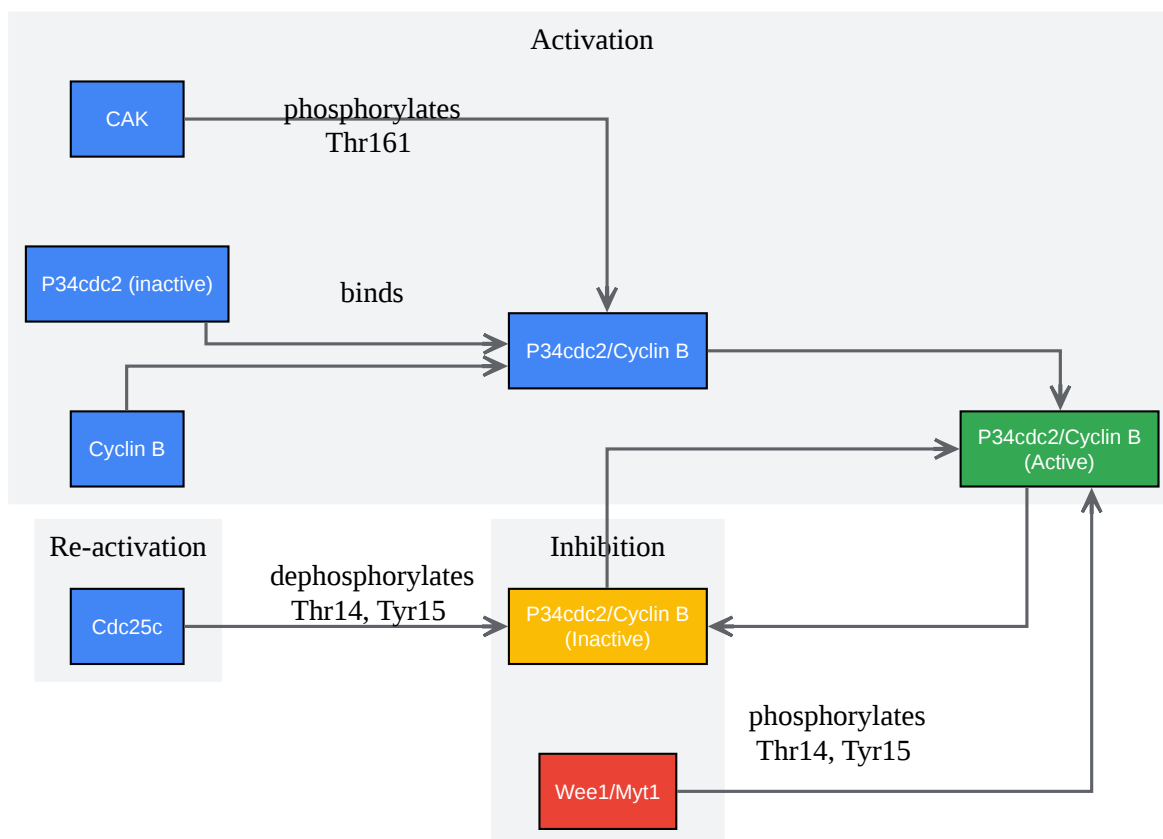 Activation
CAK
phosphorylates
Thr161
P34cdc2 (inactive)
binds
P34cdc2/Cyclin B
Cyclin B
P34cdc2/Cyclin B
(Active)
Re-activation
Inhibition
dephosphorylates
Thr14, Tyr15
Cdc25c
P34cdc2/Cyclin B
(Inactive)
phosphorylates
Thr14, Tyr15
Wee1/Myt1